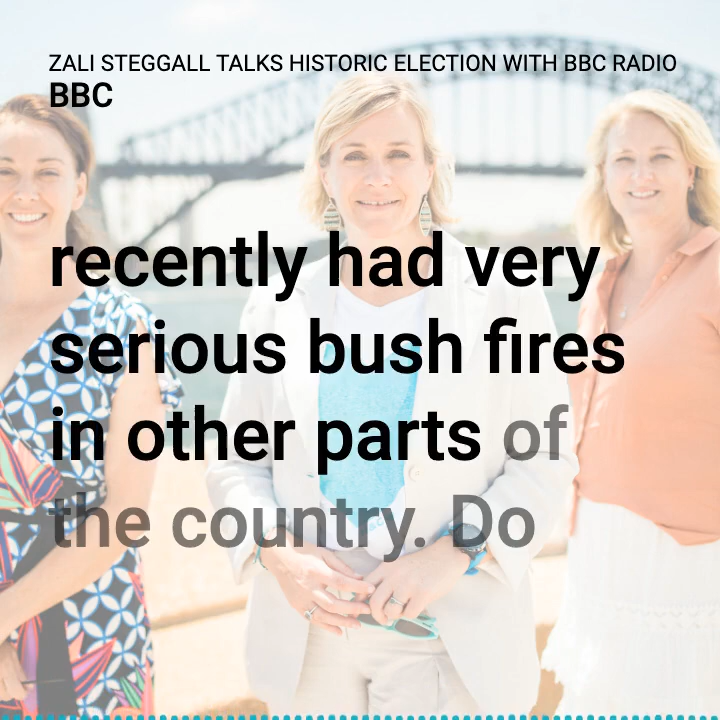 ZALI STEGGALL TALKS HISTORIC ELECTION WITH BBC RADIO
BBC
recently had very
serious bush fires
in other parts of
the country. Do